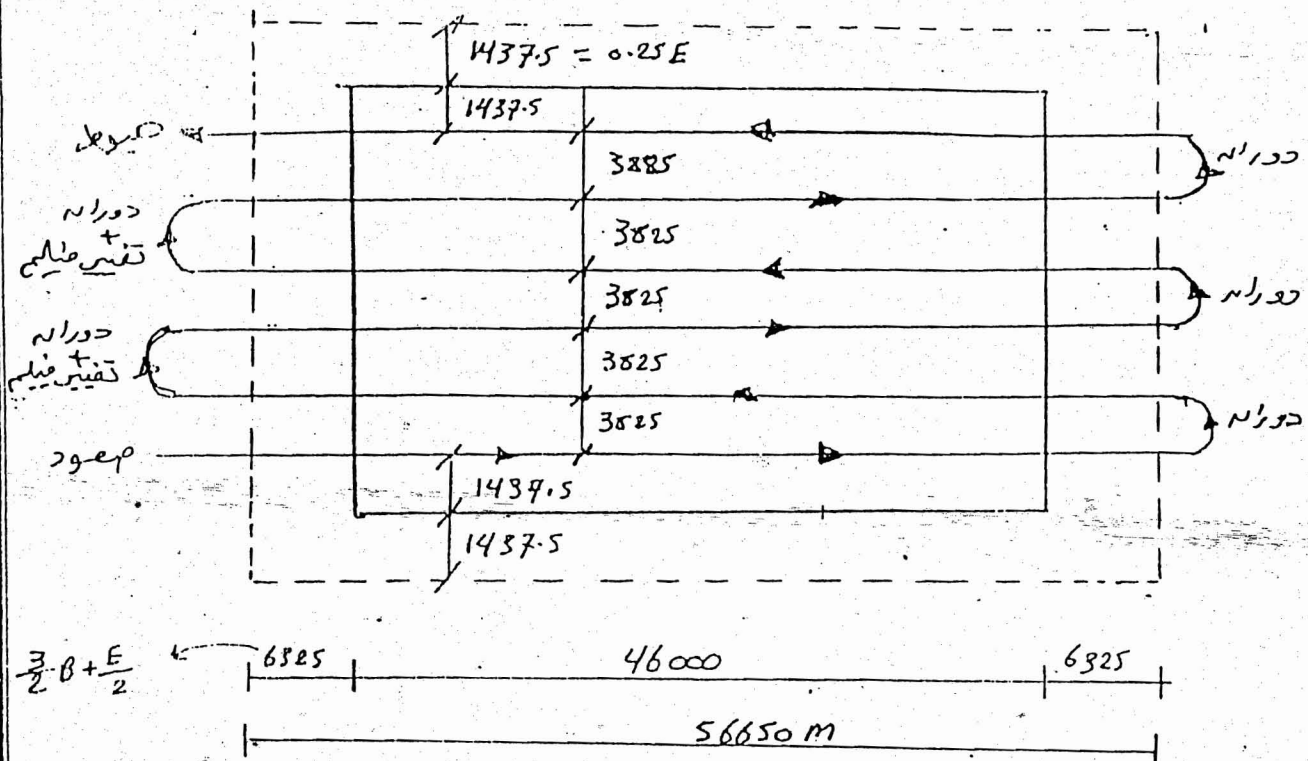 1437.5 = 0.25E
1437.5
هبوط
3825
دوران
دوران
+
تغيير فيلم
3825
3825
دوران
دوران
+
تغيير فيلم
3825
3825
دوران
صعود
1437.5
1437.5
3/2 B + E/2
6325 46000 6325
56650 M